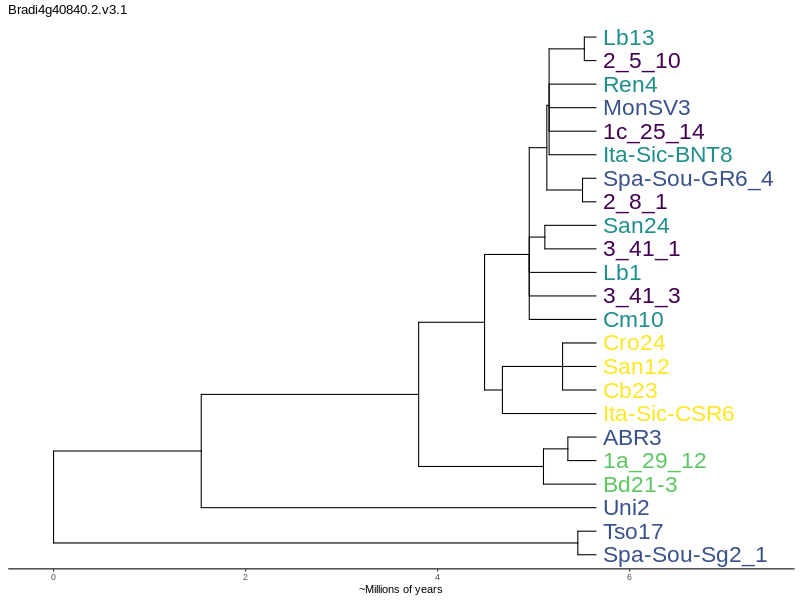 Bradi4g40840.2.v3.1
Lb13
2_5_10
Ren4
MonSV3
1c_25_14
Ita-Sic-BNT8
Spa-Sou-GR6_4
2_8_1
San24
3_41_1
Lb1
3_41_3
Cm10
Cro24
San12
Cb23
Ita-Sic-CSR6
ABR3
1a_29_12
Bd21-3
Uni2
Tso17
Spa-Sou-Sg2_1
0 2 4 6
~Millions of years